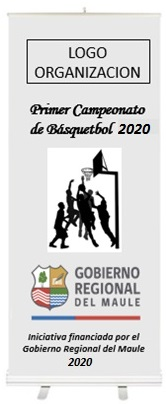 LOGO
ORGANIZACION
Primer Campeonato
de Básquetbol 2020
GOBIERNO
REGIONAL
DEL MAULE
Iniciativa financiada por el
Gobierno Regional del Maule
2020